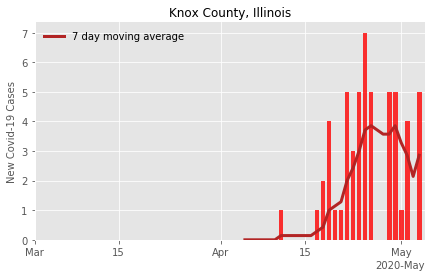 Knox County, Illinois
7 day moving average
New Covid-19 Cases
7
6
5
4
3
2
1
0
Mar 15 Apr 15 May
2020-May